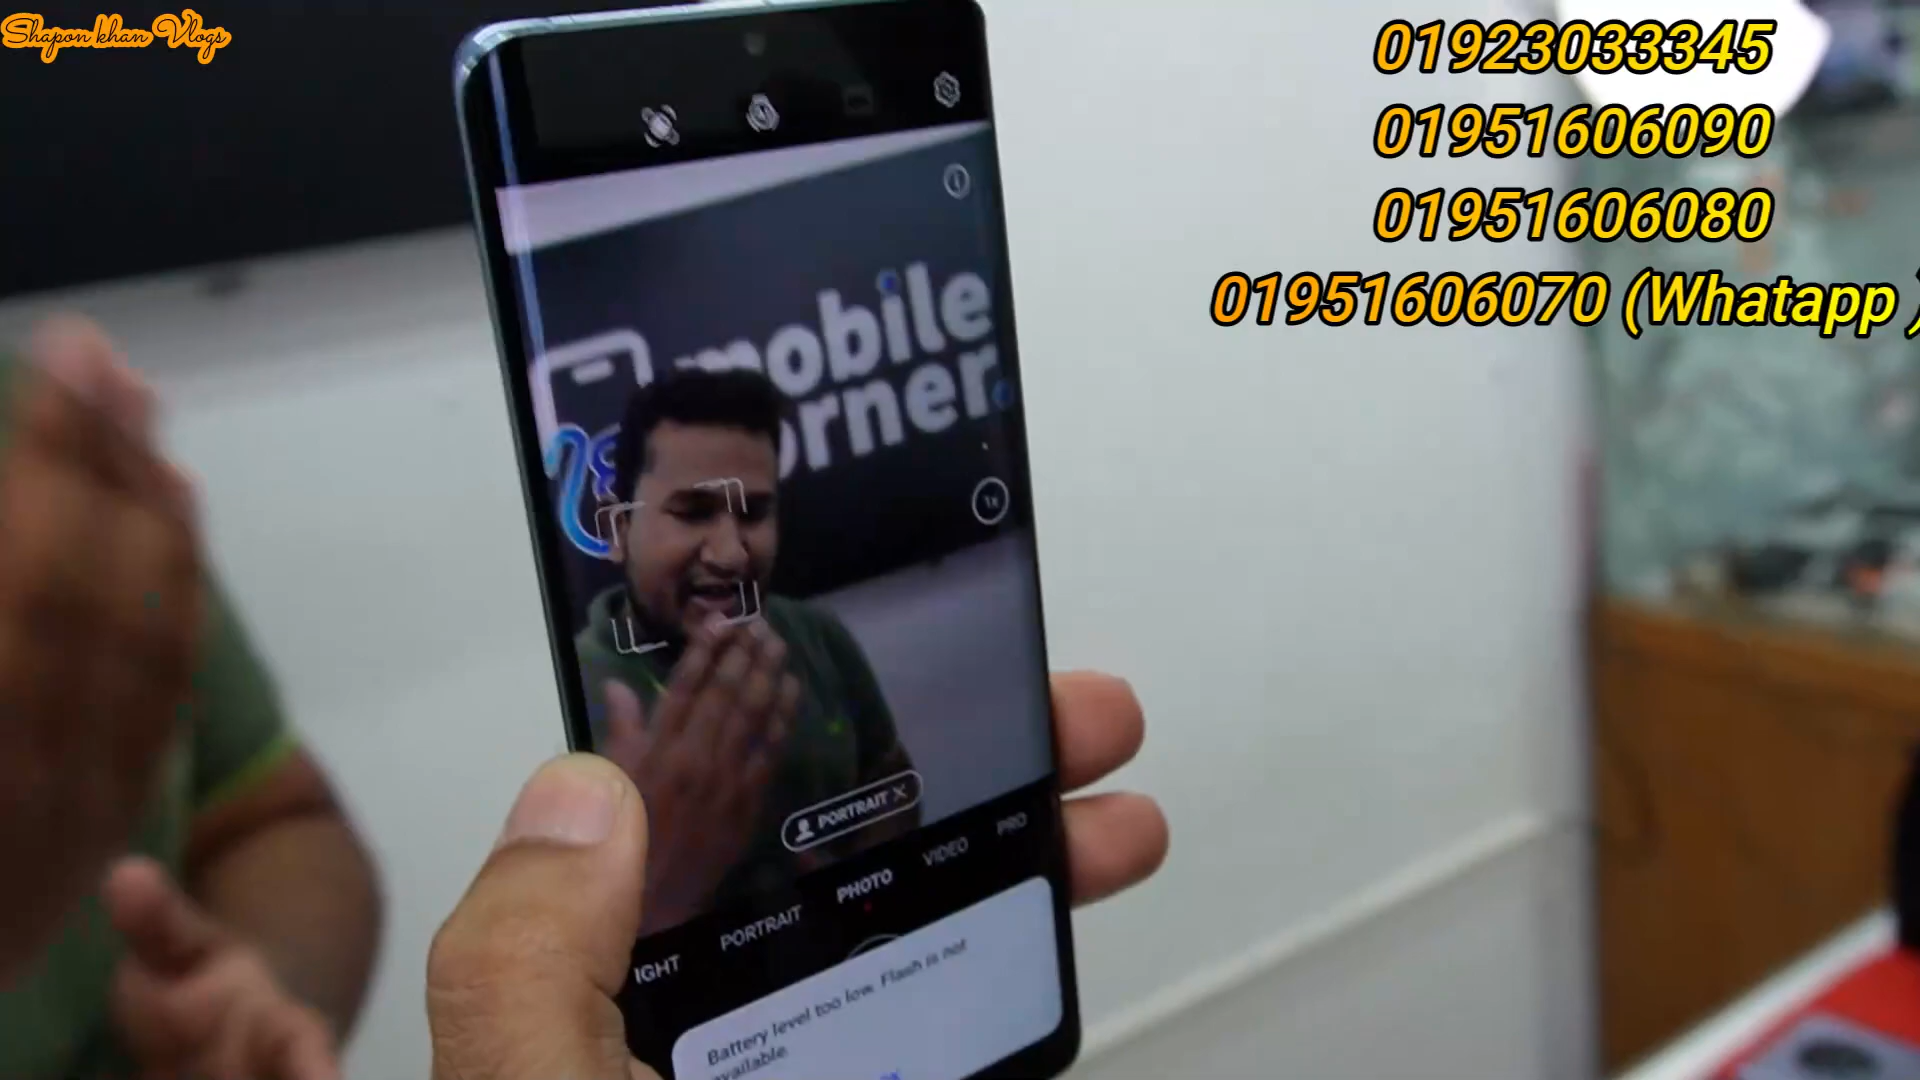 Shapon khan Vlogs
01923033345
01951606090
01951606080
01951606070 (Whatapp )
mobile
orner.
1x
PORTRAIT X
IGHT PORTRAIT PHOTO VIDEO PRO
Battery level too low. Flash is not
available.